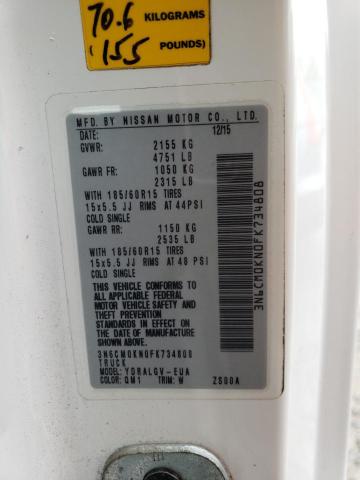 70.6 KILOGRAMS
155 POUNDS)
MFD. BY NISSAN MOTOR CO., LTD.
DATE: 12/15
GVWR: 2155 KG
4751 LB
GAWR FR: 1050 KG
2315 LB
WITH 185/60R15 TIRES
15x5.5 JJ RIMS AT 44PSI
COLD SINGLE
GAWR RR: 1150 KG
2535 LB
WITH 185/60R15 TIRES
15x5.5 JJ RIMS AT 48 PSI
COLD SINGLE
THIS VEHICLE CONFORMS TO
ALL APPLICABLE FEDERAL
MOTOR VEHICLE SAFETY AND
THEFT PREVENTION
STANDARDS IN EFFECT ON
THE DATE OF MANUFACTURE
SHOWN ABOVE.
3N6CM0KN0FK734808
TRUCK
MODEL: YDRALGV-EUA
COLOR: QM1 TRIM: W ZS00A
3N6CM0KN0FK734808